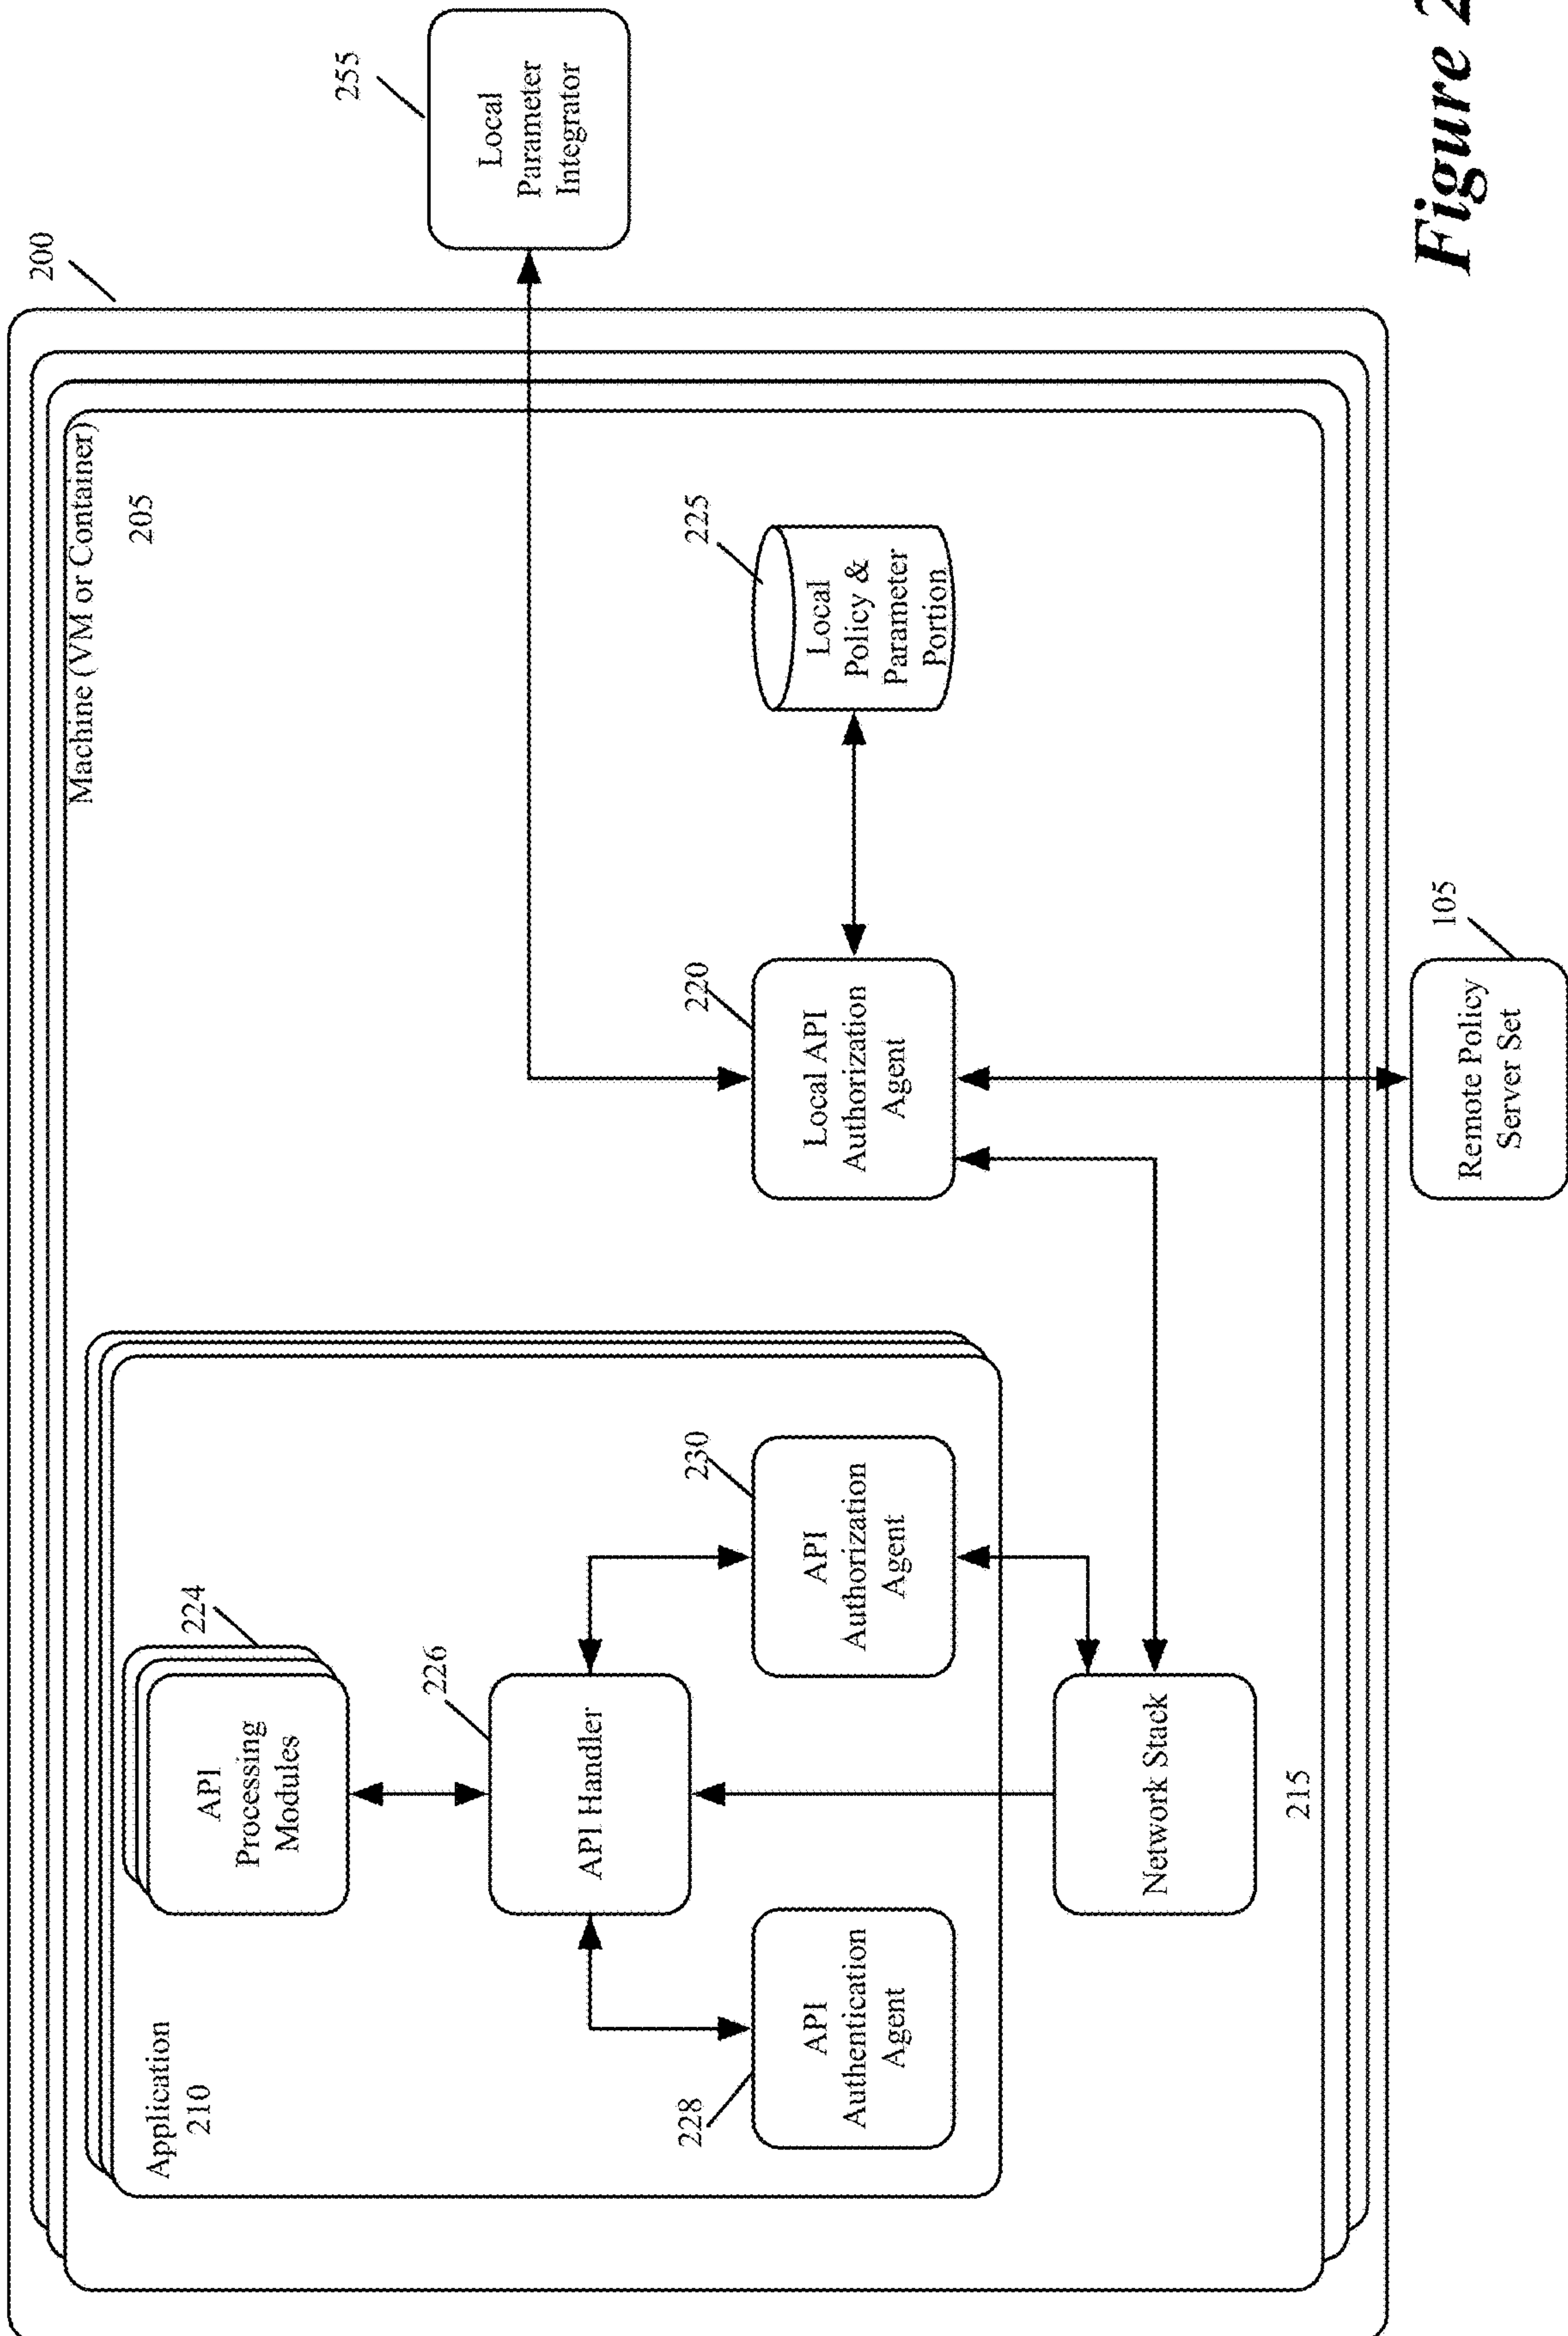 200
Machine (VM or Container)
205
Application
210
API
Processing
Modules
224
255
Local
Parameter
Integrator
226
API Handler
228
API
Authentication
Agent
230
API
Authorization
Agent
220
Local API
Authorization
Agent
225
Local
Policy &
Parameter
Portion
Network Stack
215
105
Remote Policy
Server Set
Figure 2